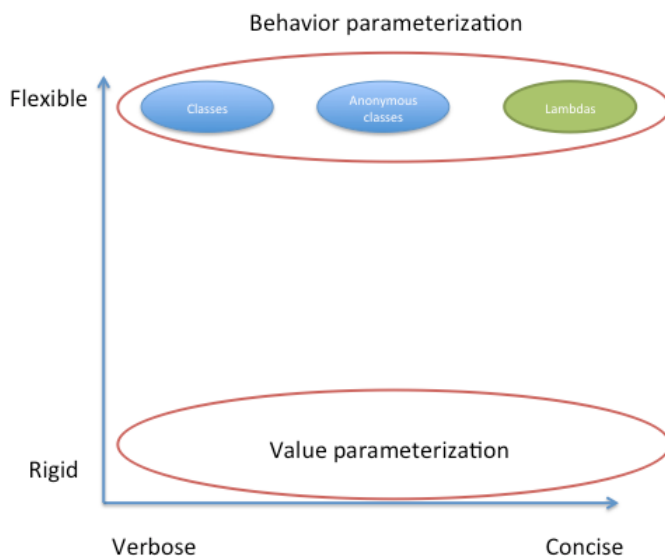 Behavior parameterization
Flexible
Classes
Anonymous
classes
Lambdas
Value parameterization
Rigid
Verbose
Concise